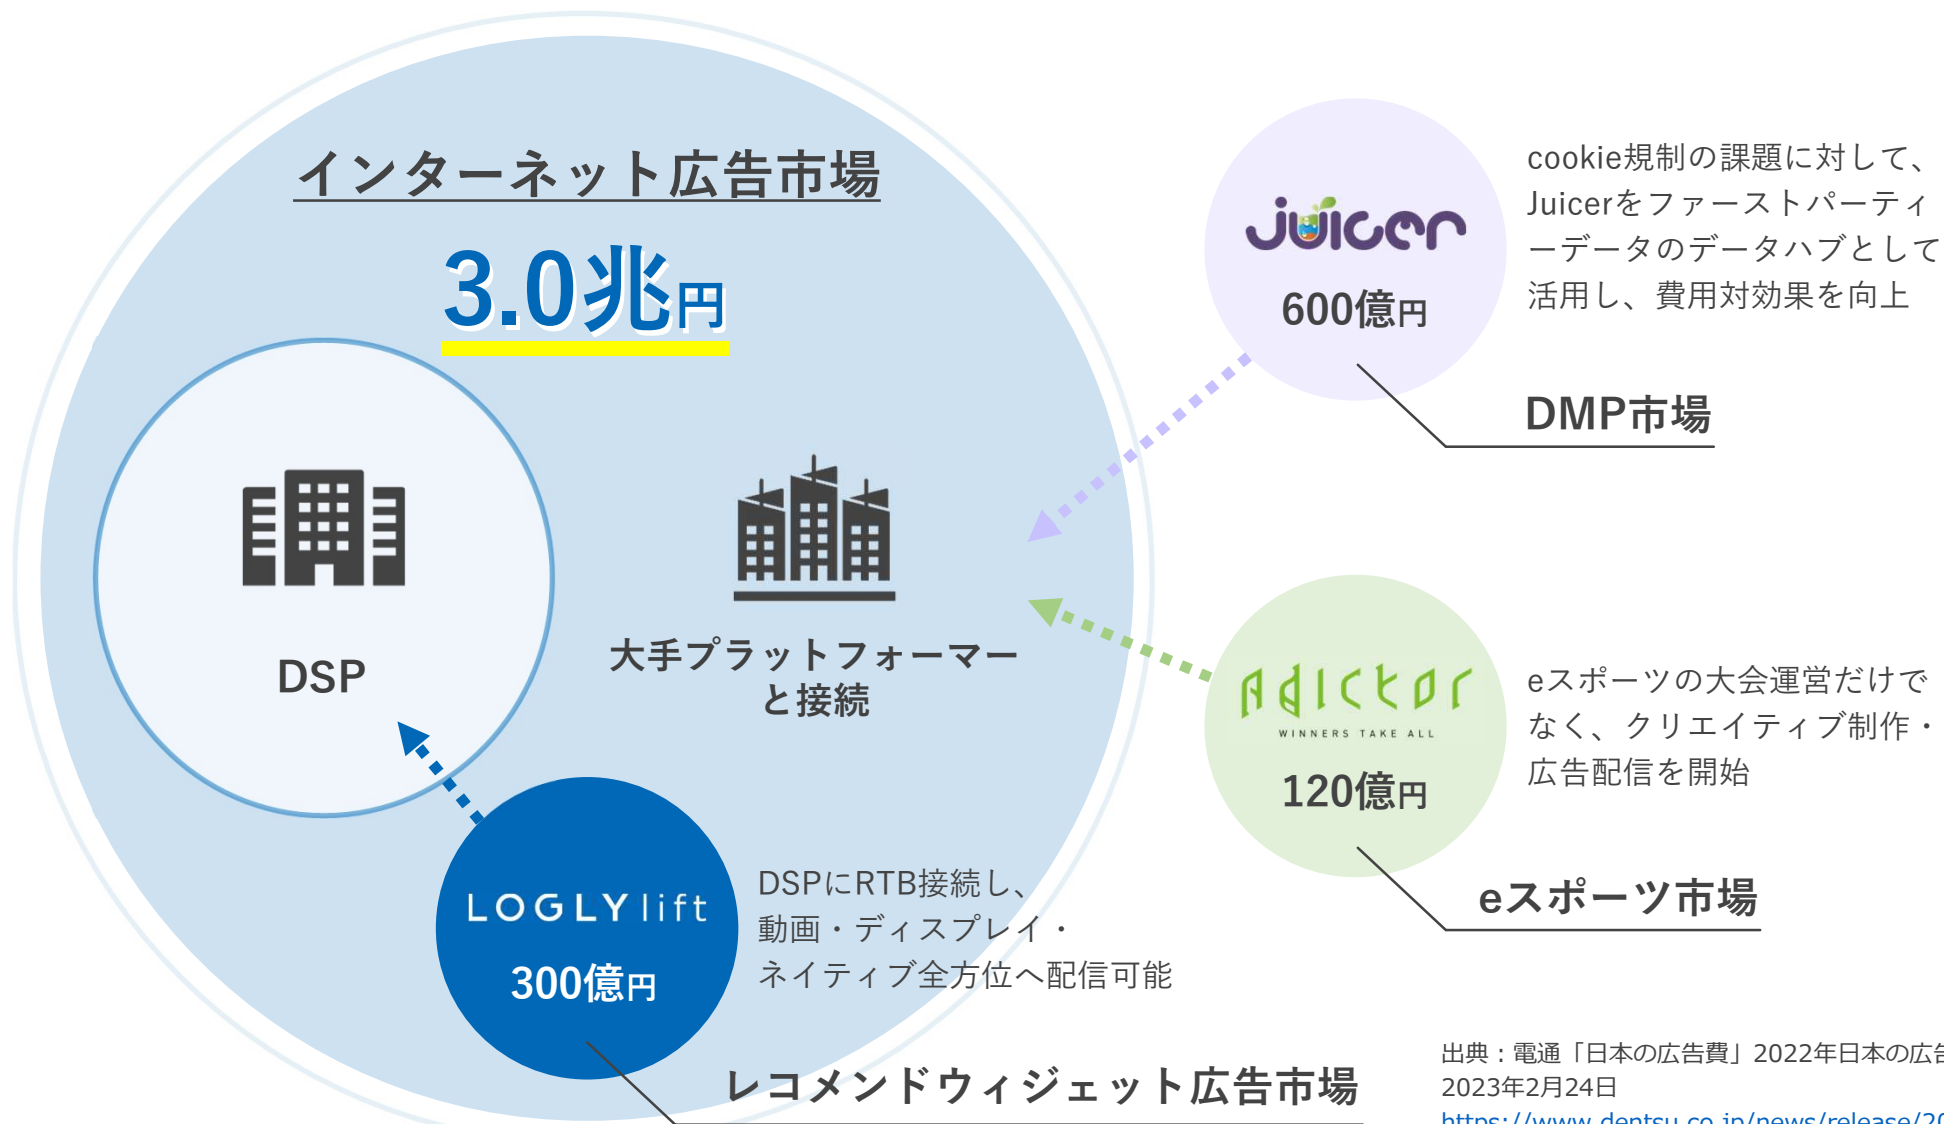 インターネット広告市場
3.0兆円
DSP
大手プラットフォーマー
と接続
LOGLY lift
300億円
DSPにRTB接続し、
動画・ディスプレイ・
ネイティブ全方位へ配信可能
レコメンドウィジェット広告市場
juicer
600億円
cookie規制の課題に対して、
Juicerをファーストパーティ
ーデータのデータハブとして
活用し、費用対効果を向上
DMP市場
Adictor
WINNERS TAKE ALL
120億円
eスポーツの大会運営だけで
なく、クリエイティブ制作・
広告配信を開始
eスポーツ市場
出典：電通「日本の広告費」2022年日本の広告
2023年2月24日
https://www.dentsu.co.jp/news/release/20